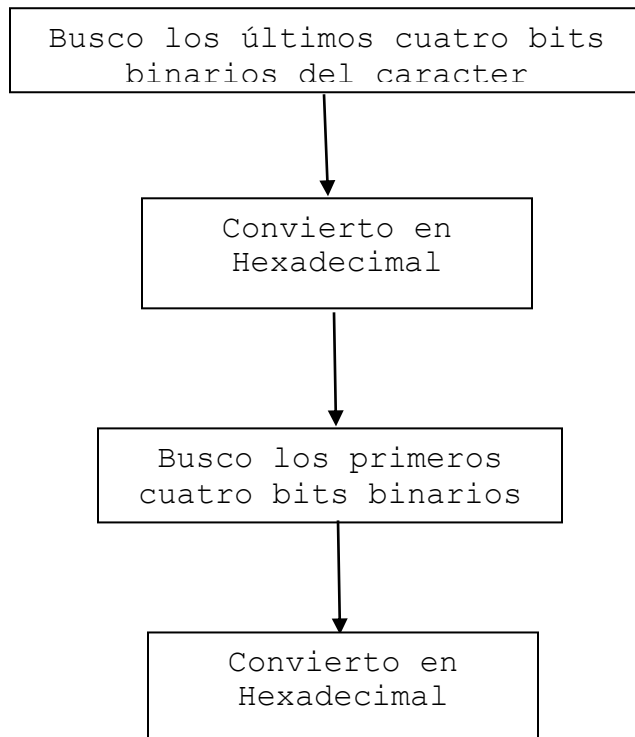 Busco los últimos cuatro bits
binarios del caracter
Convierto en
Hexadecimal
Busco los primeros
cuatro bits binarios
Convierto en
Hexadecimal